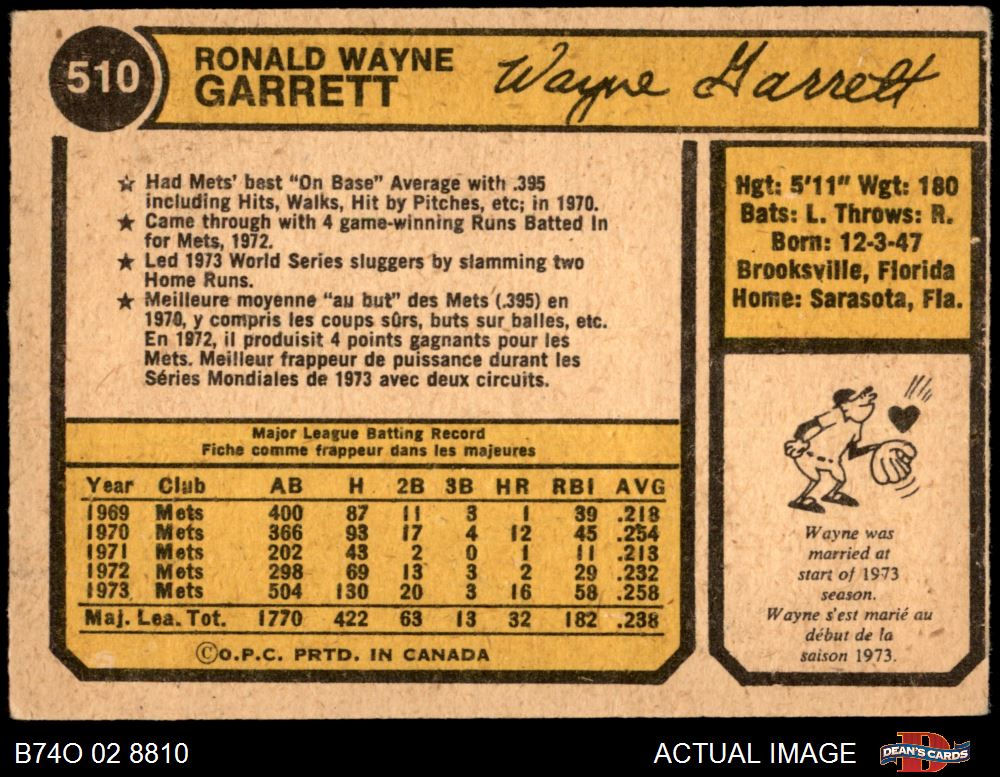 510
RONALD WAYNE
GARRETT
Wayne Garrett
☆ Had Mets' best "On Base" Average with .395
including Hits, Walks, Hit by Pitches, etc; in 1970.
★ Came through with 4 game-winning Runs Batted In
for Mets, 1972.
★ Led 1973 World Series sluggers by slamming two
Home Runs.
★ Meilleure moyenne "au but" des Mets (.395) en
1970, y compris les coups sûrs, buts sur balles, etc.
En 1972, il produisit 4 points gagnants pour les
Mets. Meilleur frappeur de puissance durant les
Séries Mondiales de 1973 avec deux circuits.
Hgt: 5'11" Wgt: 180
Bats: L. Throws: R.
Born: 12-3-47
Brooksville, Florida
Home: Sarasota, Fla.
Major League Batting Record
Fiche comme frappeur dans les majeures
Year Club AB H 2B 3B HR RBI AVG
1969 Mets 400 87 11 3 1 39 .218
1970 Mets 366 93 17 4 12 45 .254
1971 Mets 202 43 2 0 1 11 .213
1972 Mets 298 69 13 3 2 29 .232
1973 Mets 504 130 20 3 16 58 .258
Maj. Lea. Tot. 1770 422 63 13 32 182 .238
©O.P.C. PRTD. IN CANADA
Wayne was
married at
start of 1973
season.
Wayne s'est marié au
début de la
saison 1973.
B74O 02 8810
ACTUAL IMAGE
DEAN'S CARDS